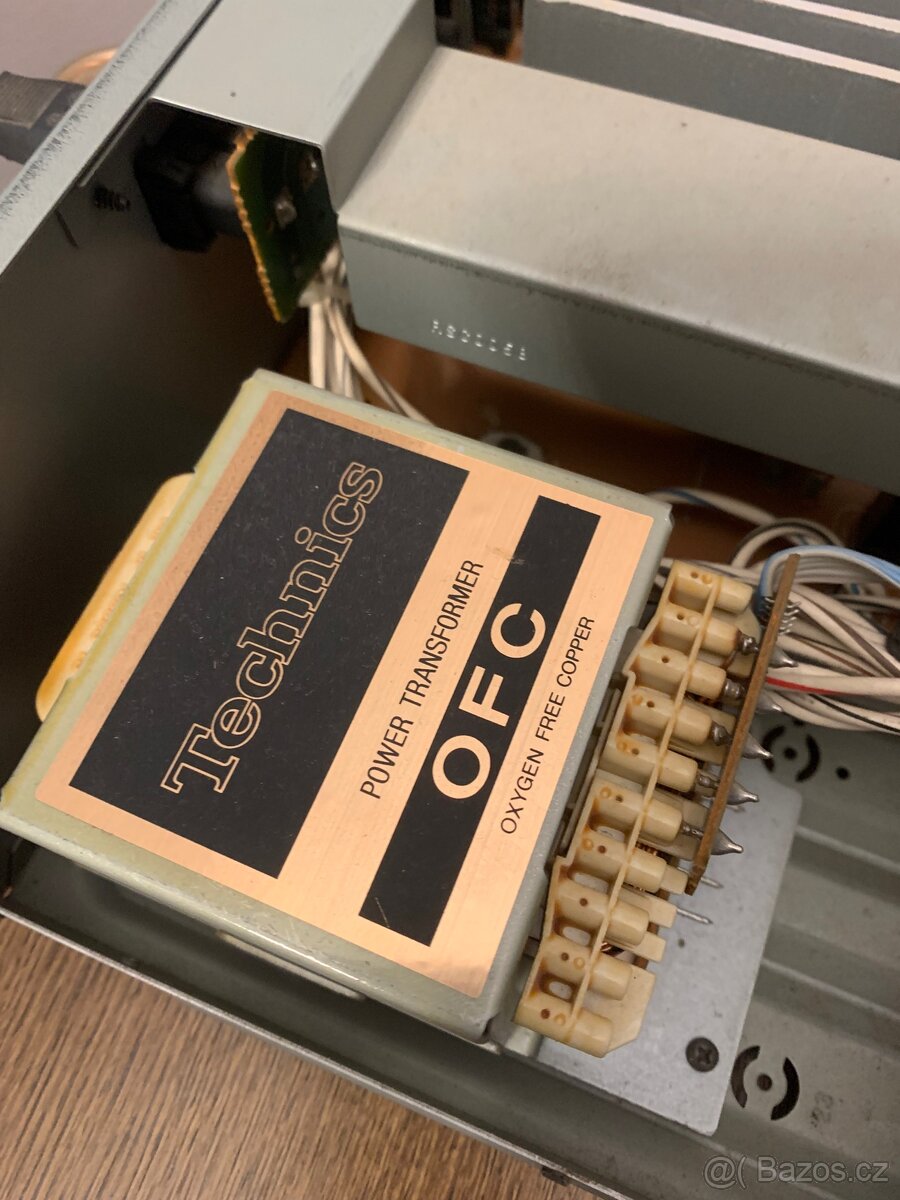 Technics
POWER TRANSFORMER
OFC
OXYGEN FREE COPPER
@( Bazos.cz